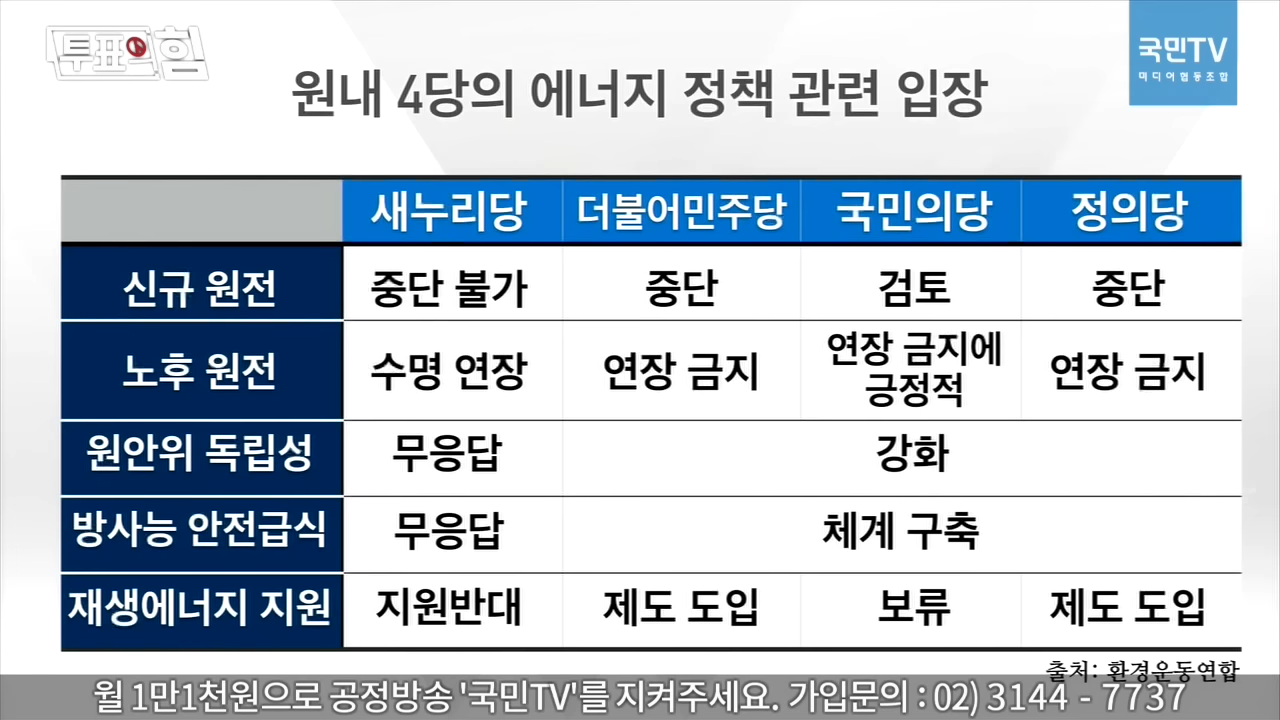 투표의힘
국민TV
미디어협동조합
원내 4당의 에너지 정책 관련 입장
새누리당 더불어민주당 국민의당 정의당
신규 원전 중단 불가 중단 검토 중단
노후 원전 수명 연장 연장 금지 연장 금지에 긍정적 연장 금지
원안위 독립성 무응답 강화
방사능 안전급식 무응답 체계 구축
재생에너지 지원 지원반대 제도 도입 보류 제도 도입
출처: 환경운동연합
월 1만1천원으로 공정방송 '국민TV'를 지켜주세요. 가입문의 : 02) 3144 - 7737